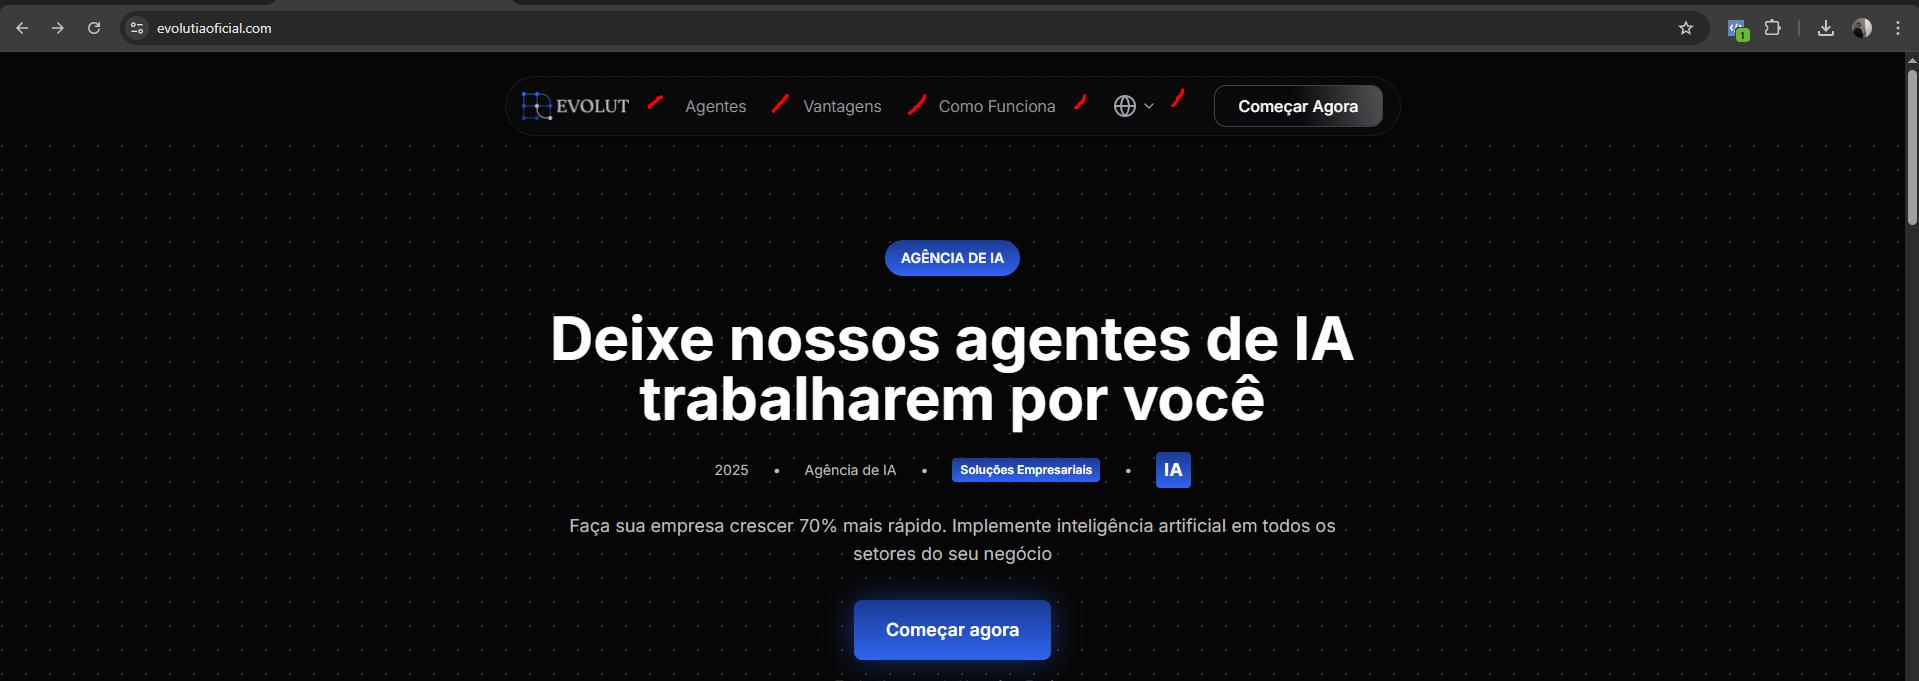 evolutiaoficial.com
1
EVOLUT Agentes Vantagens Como Funciona Começar Agora
AGÊNCIA DE IA
Deixe nossos agentes de IA
trabalharem por você
2025 • Agência de IA • Soluções Empresariais • IA
Faça sua empresa crescer 70% mais rápido. Implemente inteligência artificial em todos os
setores do seu negócio
Começar agora